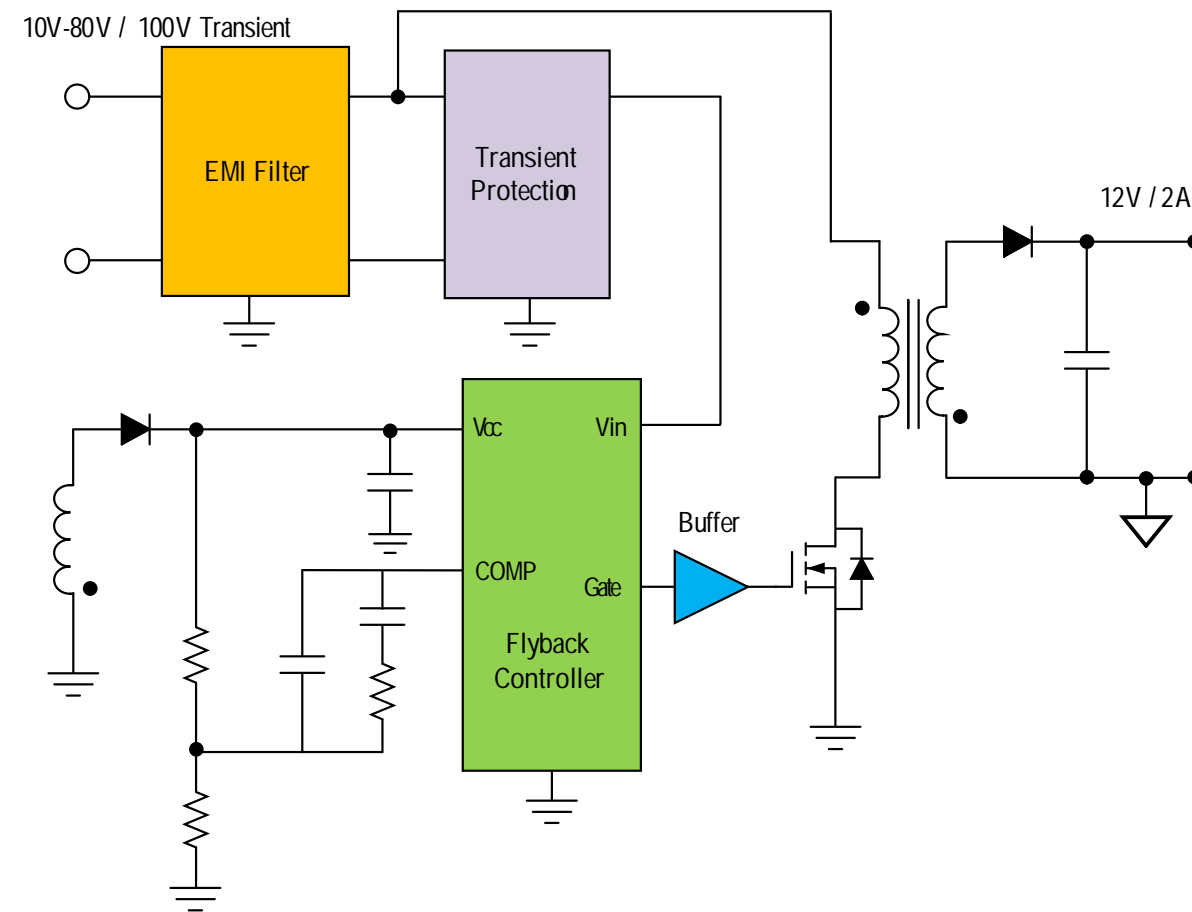 10V-80V / 100V Transient
EMI Filter
Transient
Protection
12V / 2A
Vcc
Vin
Buffer
COMP
Gate
Flyback
Controller